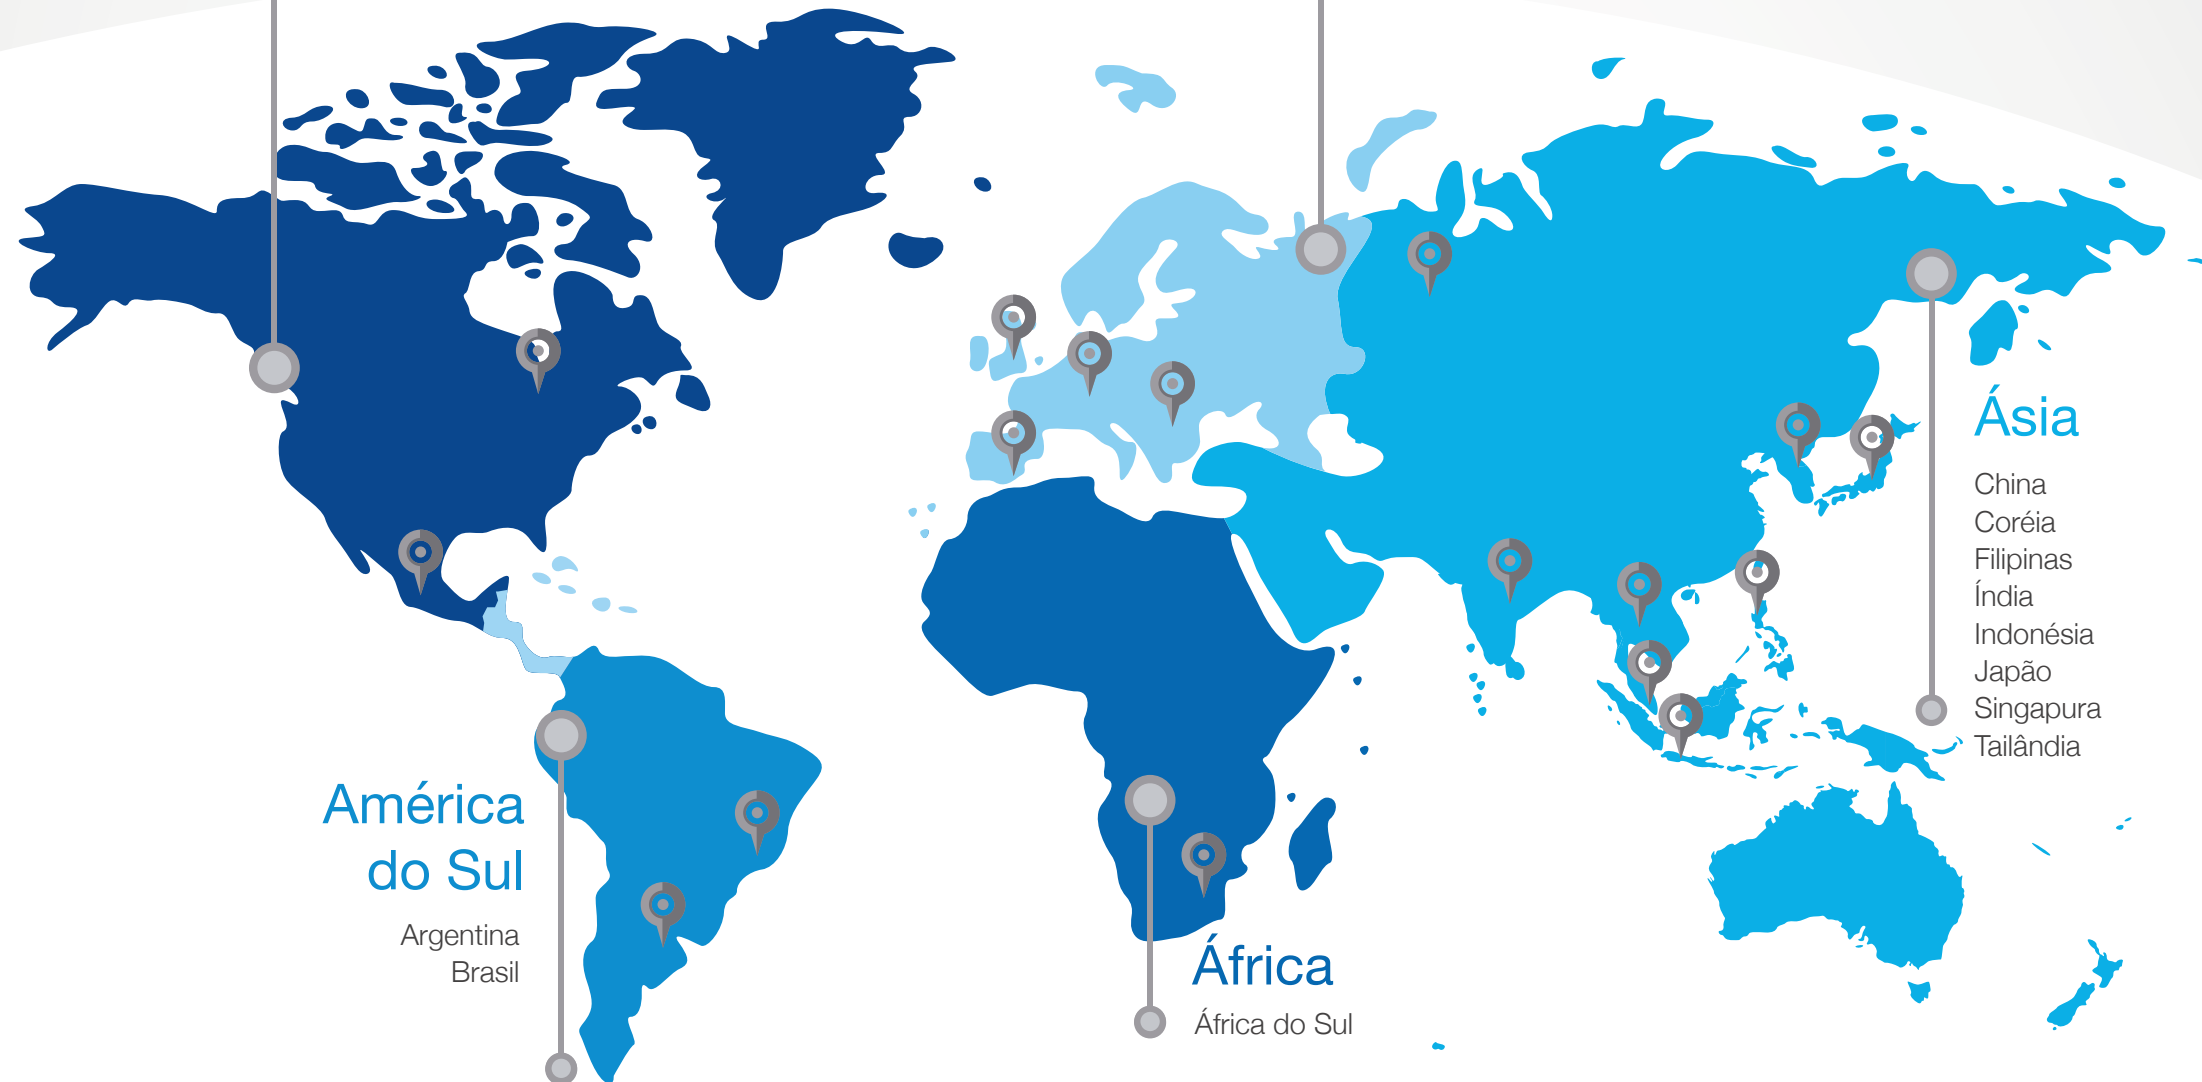 América
do Sul
Argentina
Brasil
África
África do Sul
Ásia
China
Coréia
Filipinas
Índia
Indonésia
Japão
Singapura
Tailândia